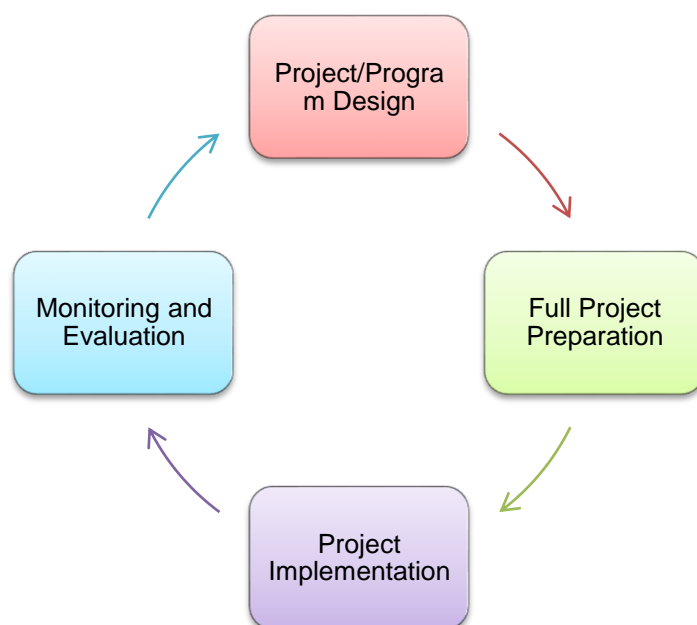 Project/Progra
m Design
Monitoring and
Evaluation
Full Project
Preparation
Project
Implementation